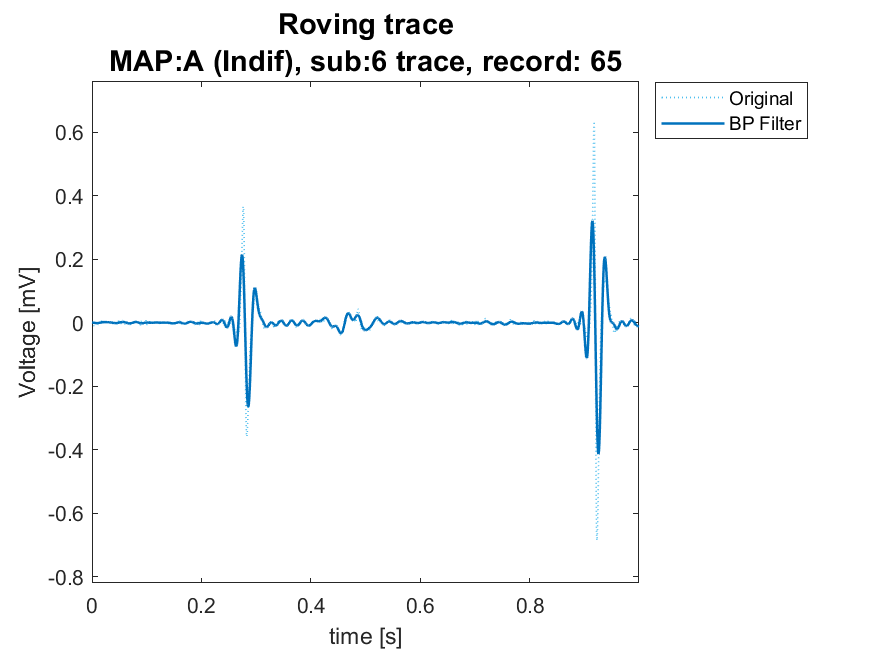 Roving trace
MAP:A (Indif), sub:6 trace, record: 65
Original
BP Filter
0.6
0.4
0.2
0
-0.2
-0.4
-0.6
-0.8
Voltage [mV]
0 0.2 0.4 0.6 0.8
time [s]